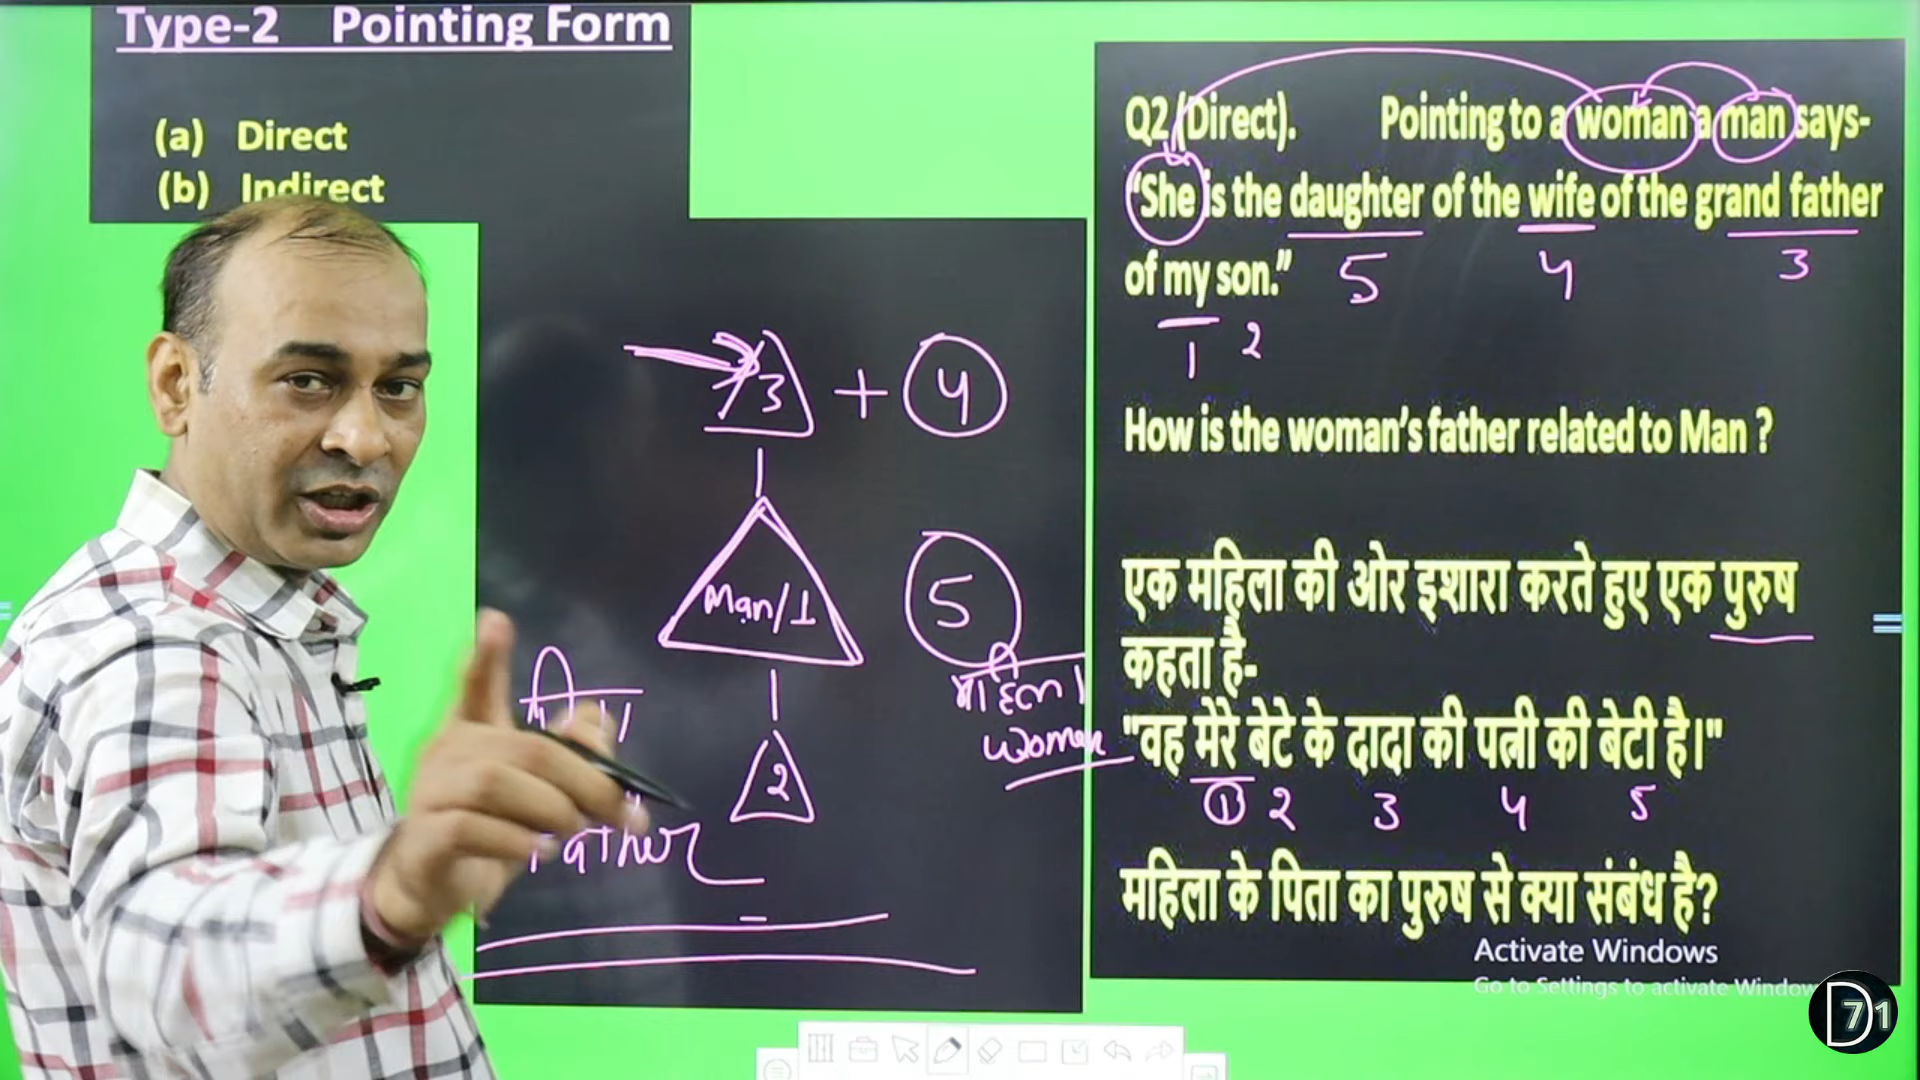 Type-2 Pointing Form
(a) Direct
(b) Indirect
Q2 (Direct). Pointing to a woman a man says-
"She is the daughter of the wife of the grand father
of my son."
5 4 3
1 2
How is the woman's father related to Man ?
एक महिला की ओर इशारा करते हुए एक पुरुष
कहता है-
"वह मेरे बेटे के दादा की पत्नी की बेटी है।"
1 2 3 4 5
महिला के पिता का पुरुष से क्या संबंध है?
3 + 4
Man/1
5
महिला
women
2
Father
Activate Windows
Go to Settings to activate Window
D 71